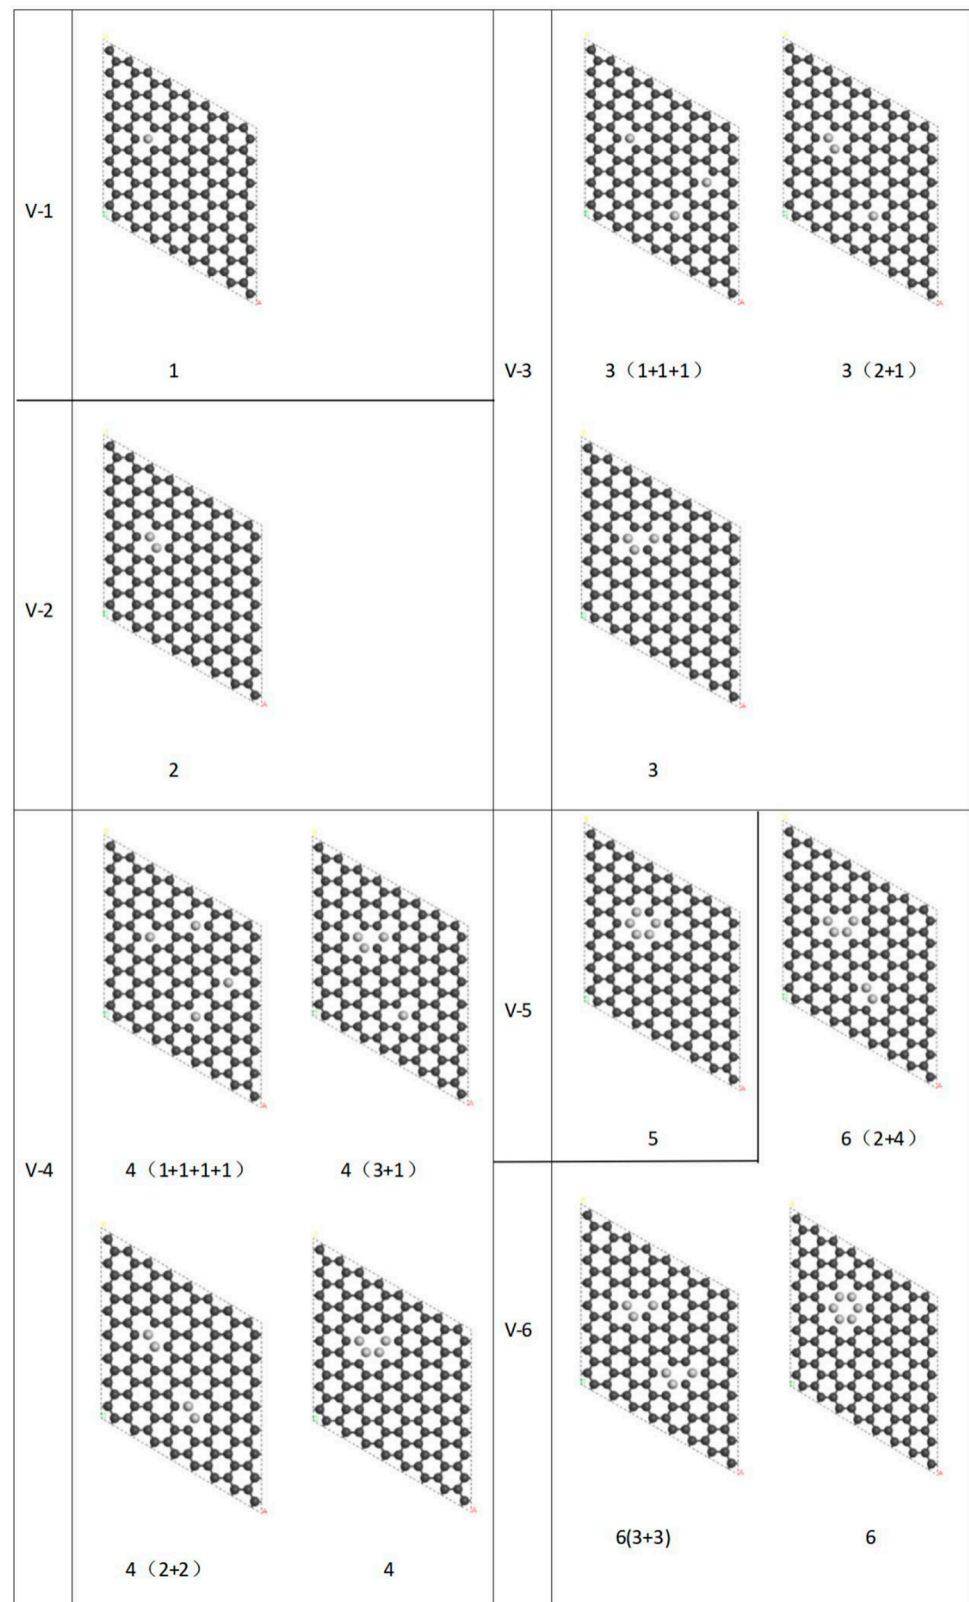 V-1
1
V-2
2
V-3
3（1+1+1）
3（2+1）
3
V-4
4（1+1+1+1）
4（3+1）
4（2+2）
4
V-5
5
6（2+4）
V-6
6(3+3)
6